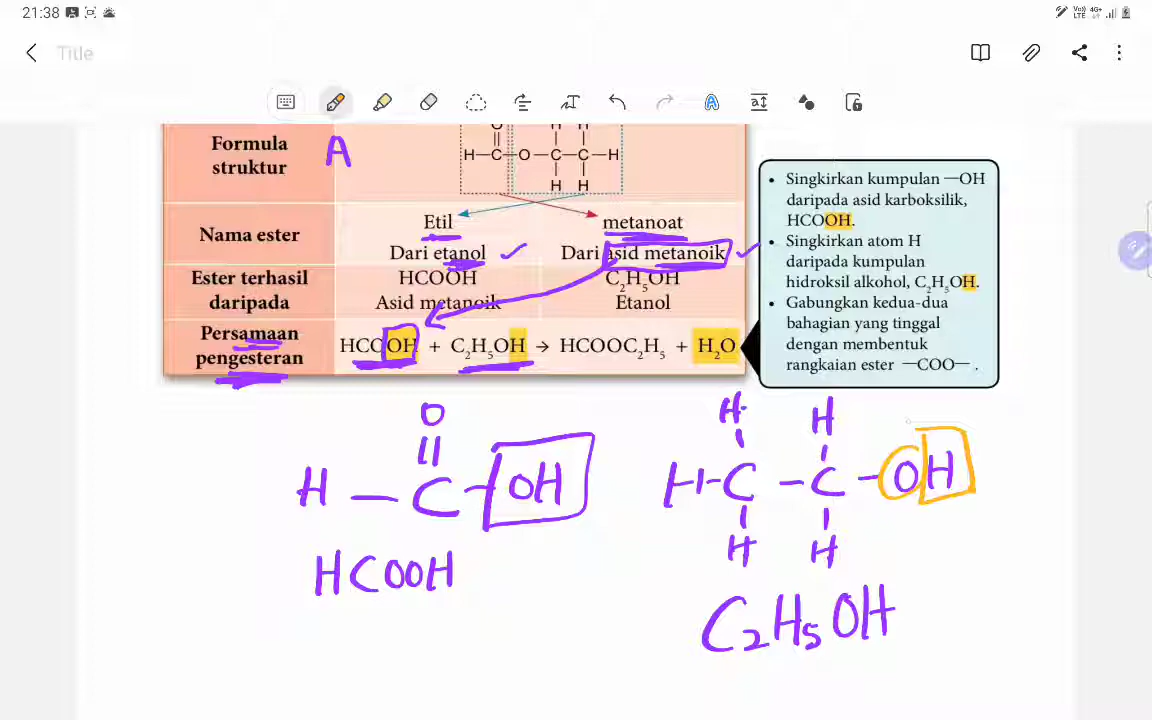 21:38
VoD) 4G+
LTE
Title
Formula
struktur
A
O H H
H—C—O—C—C—H
H H
Nama ester
Etil metanoat
Dari etanol Dari asid metanoik
Ester terhasil
daripada
HCOOH C₂H₅OH
Asid metanoik Etanol
Persamaan
pengesteran
HCOOH + C₂H₅OH → HCOOC₂H₅ + H₂O
• Singkirkan kumpulan —OH
daripada asid karboksilik,
HCOOH.
• Singkirkan atom H
daripada kumpulan
hidroksil alkohol, C₂H₅OH.
• Gabungkan kedua-dua
bahagian yang tinggal
dengan membentuk
rangkaian ester —COO— .
O
H — C - OH
HCOOH
H H
H - C - C - OH
H H
C₂H₅OH